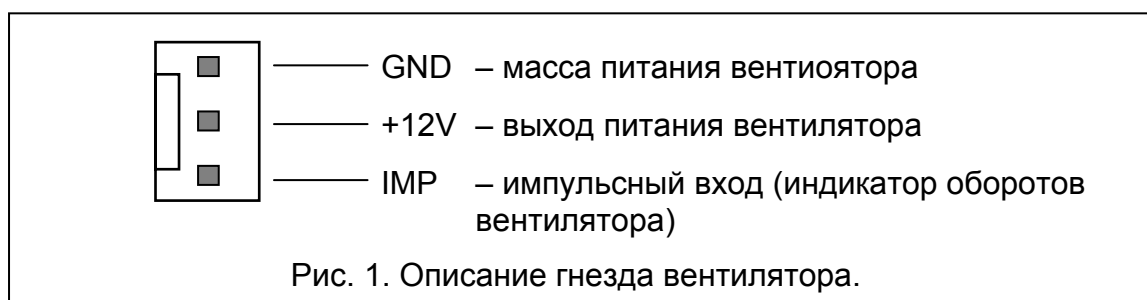 GND – масса питания вентиоятора
+12V – выход питания вентилятора
IMP – импульсный вход (индикатор оборотов
вентилятора)
Рис. 1. Описание гнезда вентилятора.